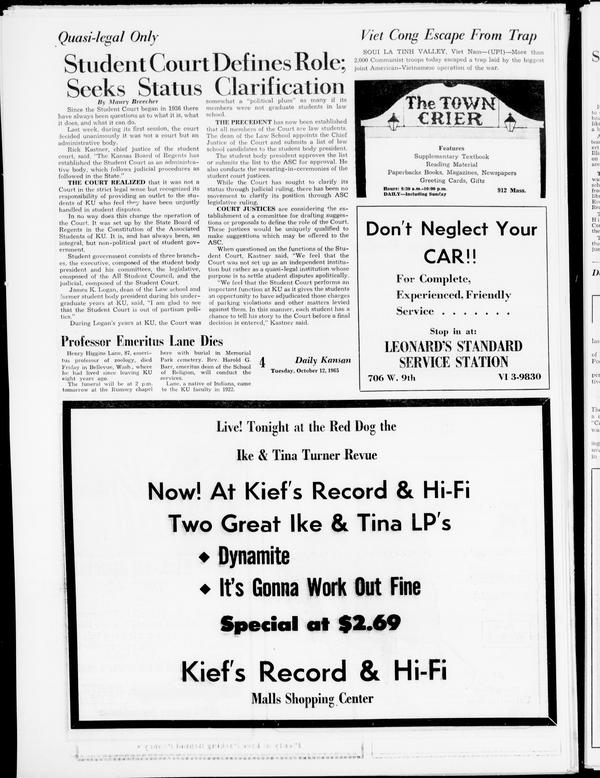 Quasi-legal Only
Student Court Defines Role;
Seeks Status Clarification
By Maury Breecher
Since the Student Court began in 1936 there
have always been questions as to what it is, what
it does, and what it can do.
Last week, during its first session, the court
decided unanimously it was not a court but an
administrative body.
Rick Kastner, chief justice of the student
court, said, "The Kansas Board of Regents has
established the Student Court as an administra-
tive body, which follows judicial procedures as
followed in the State."
THE COURT REALIZED that it was not a
Court in the strict legal sense but recognized its
responsibility of providing an outlet to the stu-
dents of KU who feel they have been unjustly
handled in student disputes.
In no way does this change the operation of
the Court. It was set up by the State Board of
Regents in the Constitution of the Associated
Students of KU. It is, and has always been, an
integral, but non-political part of student gov-
ernment.
Student government consists of three branch-
es, the executive, composed of the student body
president and his committees, the legislative,
composed of the All Student Council, and the
judicial, composed of the Student Court.
James K. Logan, dean of the Law school and
former student body president during his under-
graduate years at KU, said, "I am glad to see
that the Student Court is out of partisan poli-
tics."
During Logan's years at KU, the Court was
somewhat a "political plum" as many if its
members were not graduate students in law
school.
THE PRECEDENT has now been established
that all members of the Court are law students.
The dean of the Law School appoints the Chief
Justice of the Court and submits a list of law
school candidates to the student body president.
The student body president approves the list
or submits the list to the ASC for approval. He
also conducts the swearing-in-ceremonies of the
student court justices.
While the Court has sought to clarify its
status through judicial ruling, there has been no
movement to clarify its position through ASC
legislative ruling.
COURT JUSTICES are considering the es-
tablishment of a committee for drafting sugges-
tions or proposals to define the role of the Court.
These justices would be uniquely qualified to
make suggestions which may be offered to the
ASC.
When questioned on the functions of the Stu-
dent Court, Kastner said, "We feel that the
Court was not set up as an independent institu-
tion but rather as a quasi-legal institution whose
purpose is to settle student disputes apolitically.
"We feel that the Student Court performs an
important function at KU as it gives the students
an opportunity to have adjudicated those charges
of parking violations and other matters levied
against them. In this manner, each student has a
chance to tell his story to the Court before a final
decision is entered," Kastner said.
Professor Emeritus Lane Dies
Henry Higgins Lane, 87, emeri-
tus professor of zoology, died
Friday in Bellevue, Wash., where
he had lived since leaving KU
eight years ago.
The funeral will be at 2 p.m.
tomorrow at the Rumsey chapel
here with burial in Memorial
Park cemetery. Rev. Harold G.
Barr, emeritus dean of the School
of Religion, will conduct the
services.
Lane, a native of Indiana, came
to the KU faculty in 1922.
4
Daily Kansan
Tuesday, October 12, 1965
Viet Cong Escape From Trap
SOUI LA TINH VALLEY, Viet Nam—(UPI)—More than
2,000 Communist troops today escaped a trap laid by the biggest
joint American-Vietnamese operation of the war.
The TOWN
CRIER
Features
Supplementary Textbook
Reading Material
Paperbacks Books, Magazines, Newspapers
Greeting Cards, Gifts
Hours: 8:30 a.m.-10:00 p.m.
DAILY—Including Sunday
912 Mass.
Don't Neglect Your
CAR!!
For Complete,
Experienced, Friendly
Service . . . . . . .
Stop in at:
LEONARD'S STANDARD
SERVICE STATION
706 W. 9th VI 3-9830
Live! Tonight at the Red Dog the
Ike & Tina Turner Revue
Now! At Kief's Record & Hi-Fi
Two Great Ike & Tina LP's
◆ Dynamite
◆ It's Gonna Work Out Fine
Special at $2.69
Kief's Record & Hi-Fi
Malls Shopping Center